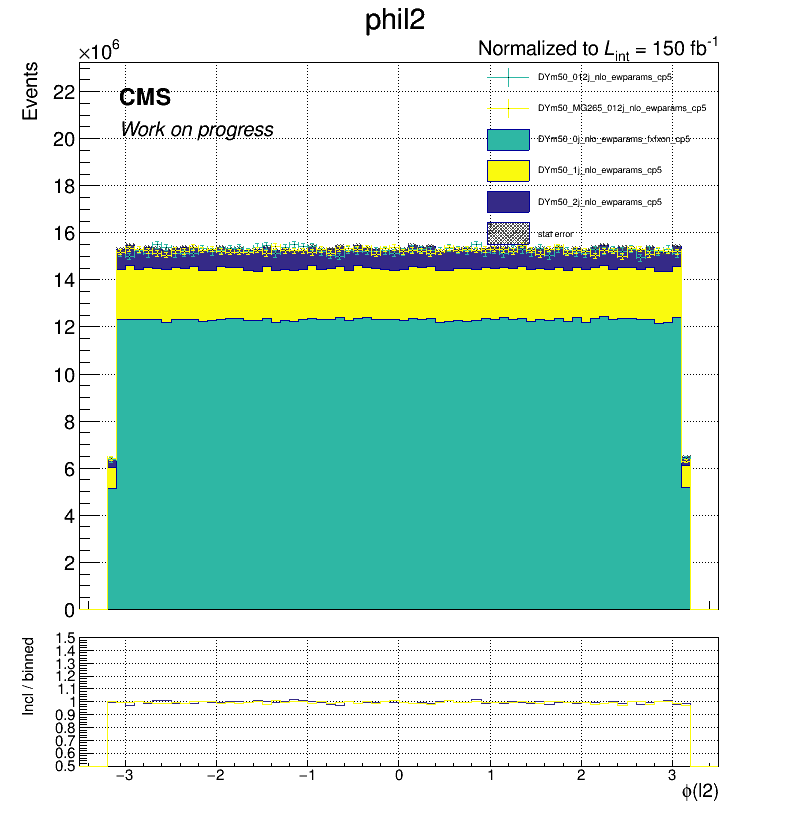 phil2
×10⁶
Normalized to L_int = 150 fb⁻¹
Events
CMS
Work on progress
DYm50_012j_nlo_ewparams_cp5
DYm50_MG265_012j_nlo_ewparams_cp5
DYm50_0j_nlo_ewparams_fxfxon_cp5
DYm50_1j_nlo_ewparams_cp5
DYm50_2j_nlo_ewparams_cp5
stat error
22
20
18
16
14
12
10
8
6
4
2
0
Incl / binned
1.5
1.4
1.3
1.2
1.1
1
0.9
0.8
0.7
0.6
0.5
−3 −2 −1 0 1 2 3
ϕ(l2)